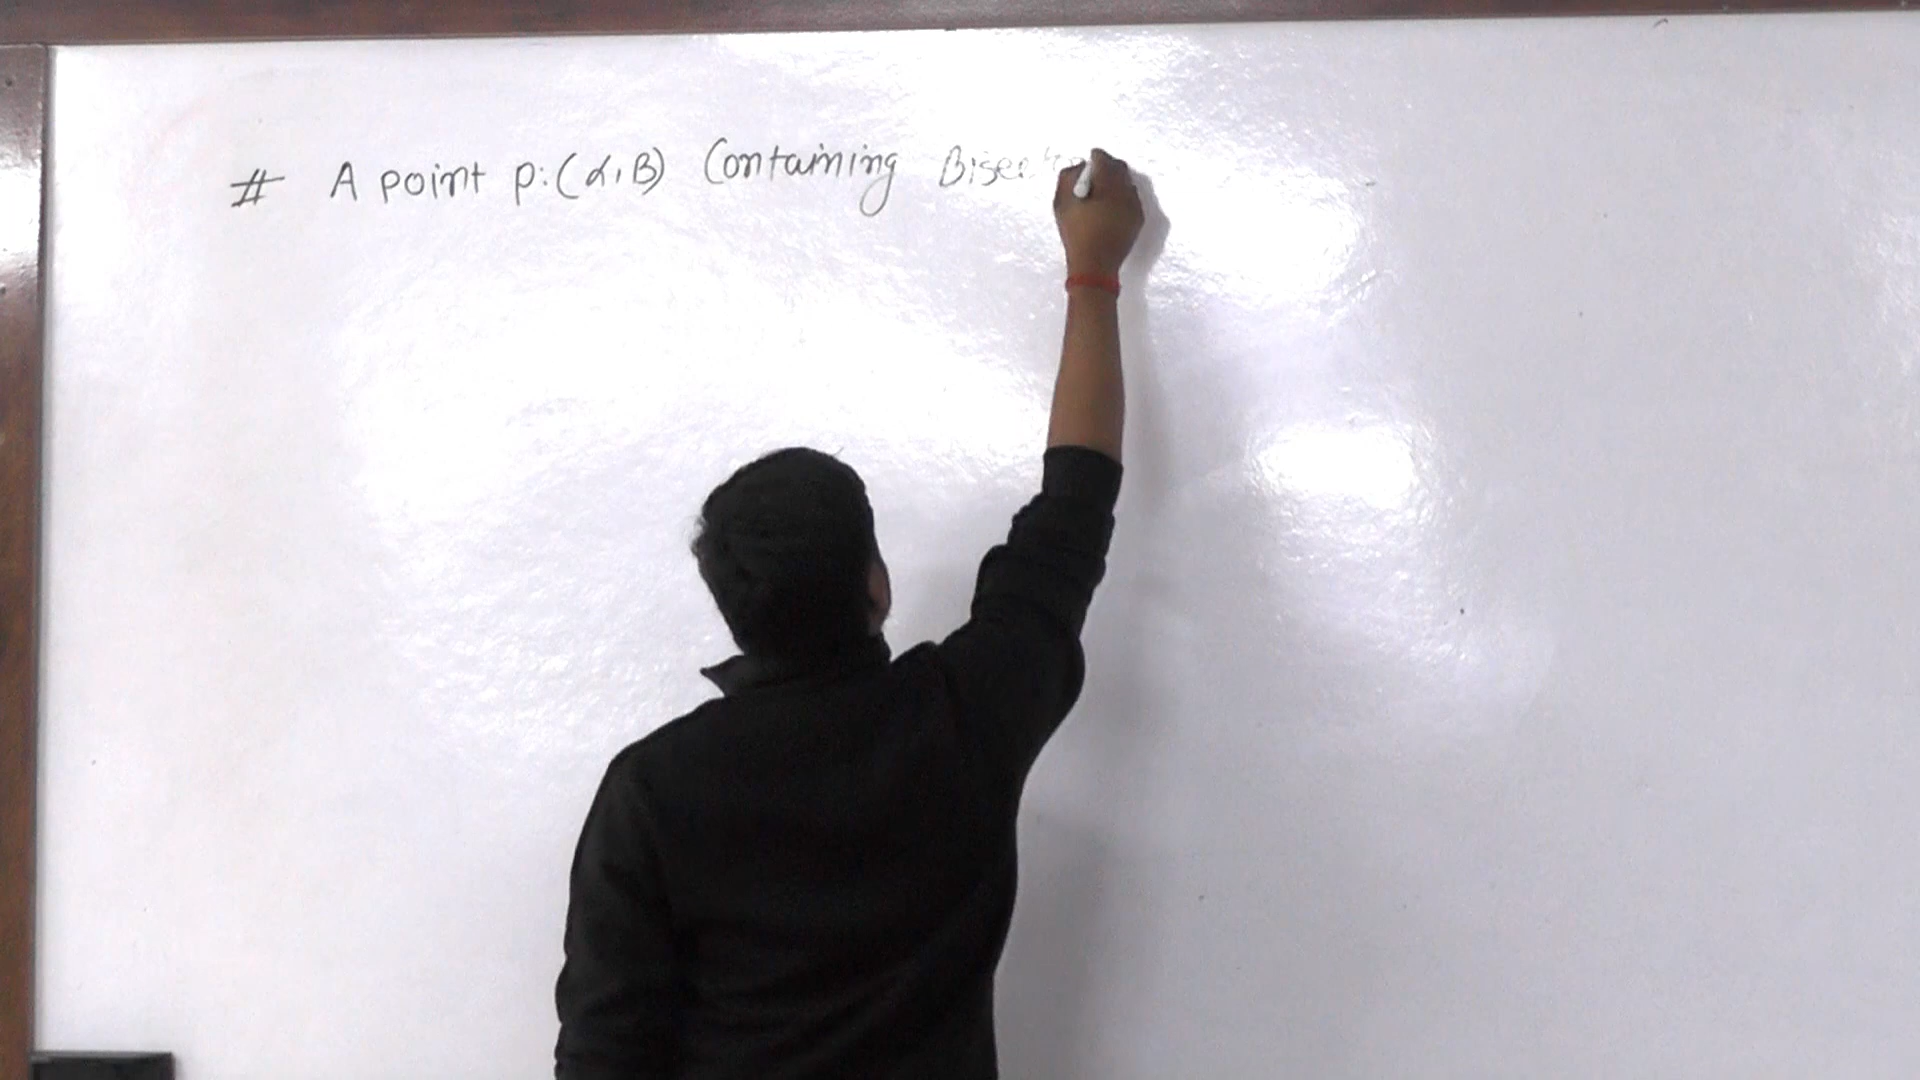 # A point p:(α,β) Containing